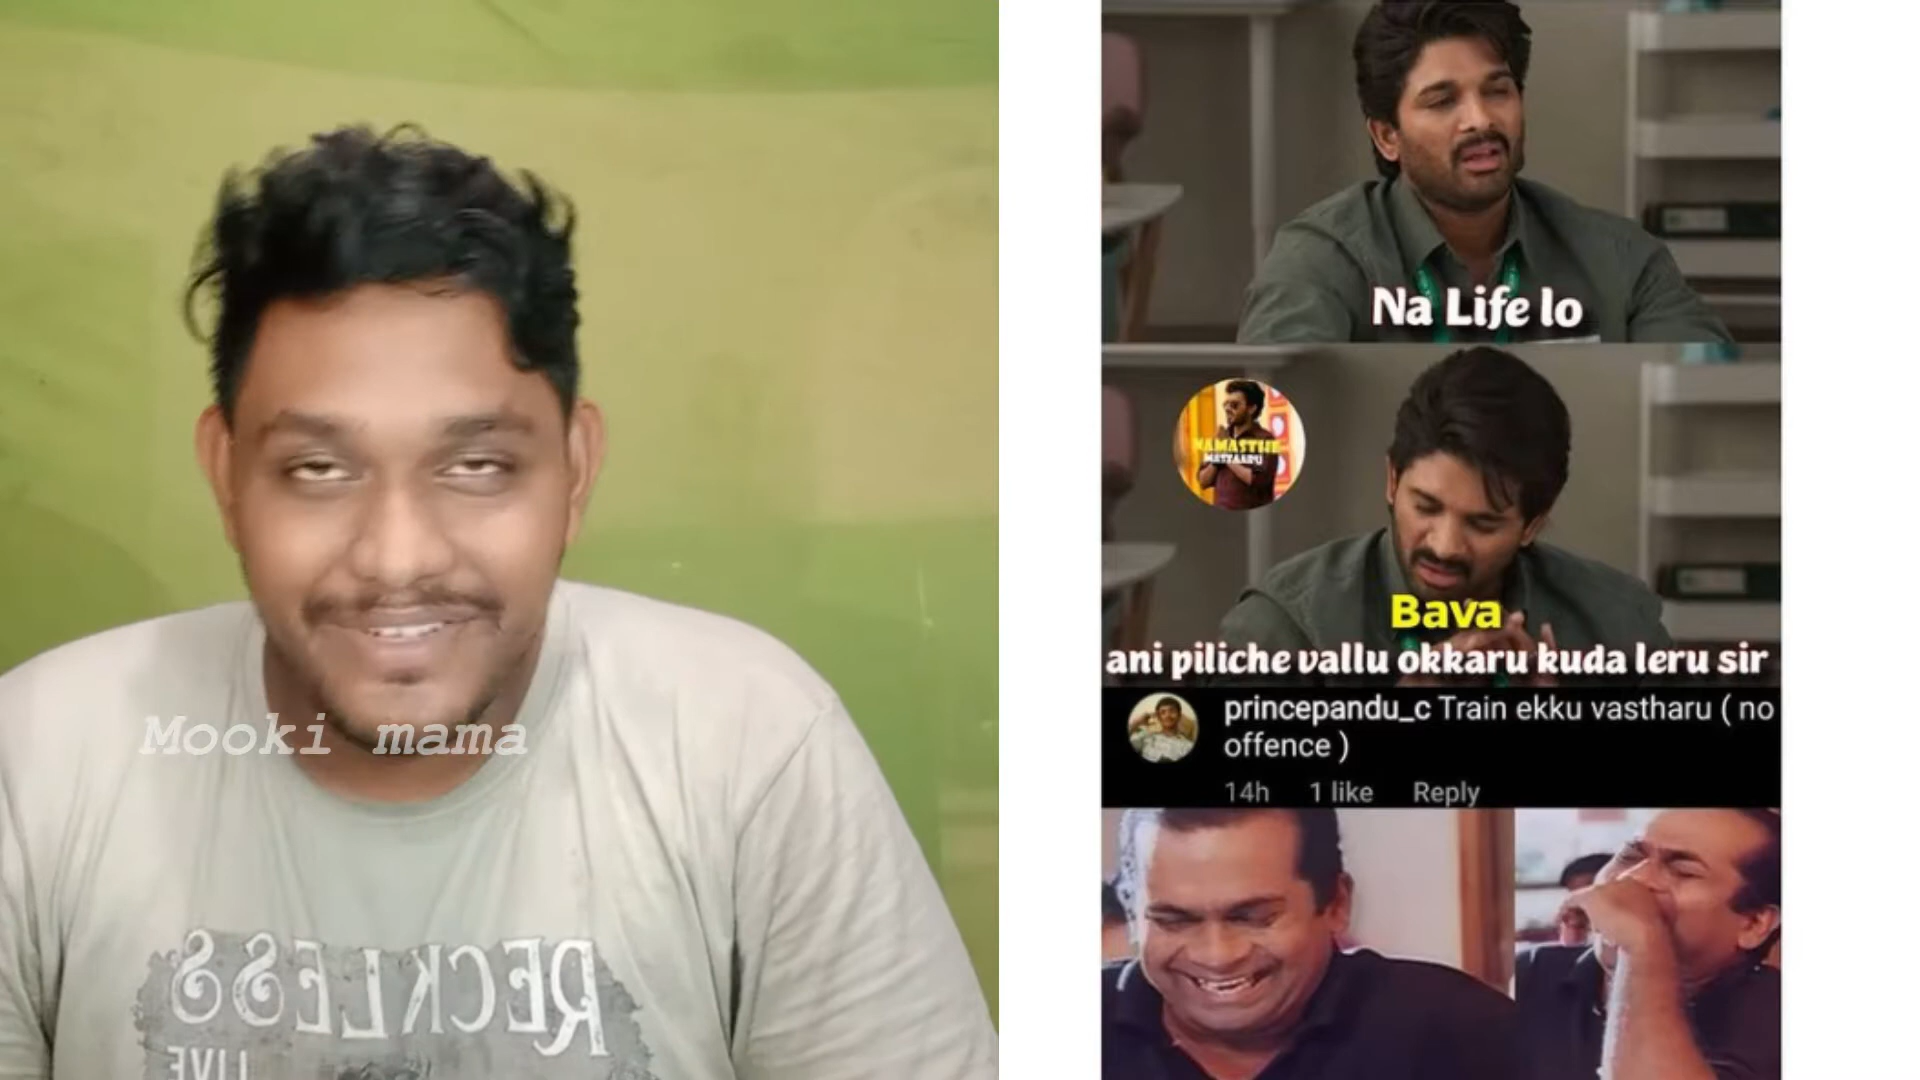 Mooki mama
RECKLESS
LIVE
Na Life lo
NAMASTHE
Bava
ani piliche vallu okkaru kuda leru sir
princepandu_c Train ekku vastharu ( no
offence )
14h 1 like Reply